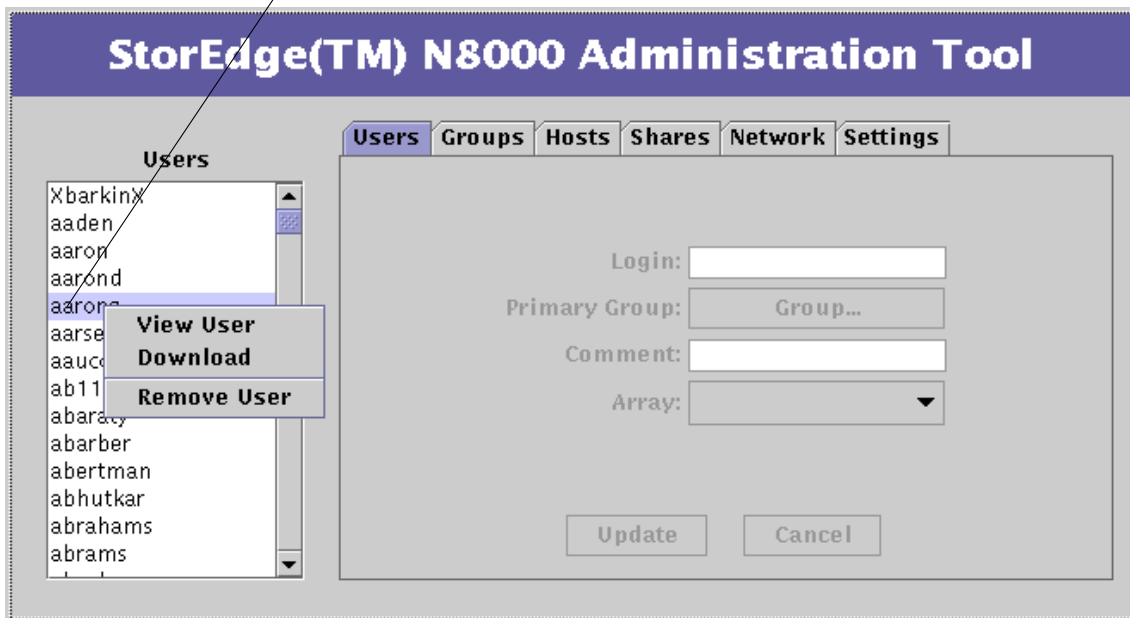 StorEdge(TM) N8000 Administration Tool
Users
XbarkinX
aaden
aaron
aarond
abarber
abertman
abhutkar
abrahams
abrams
View User
Download
Remove User
Users Groups Hosts Shares Network Settings
Login:
Primary Group: Group...
Comment:
Array:
Update Cancel